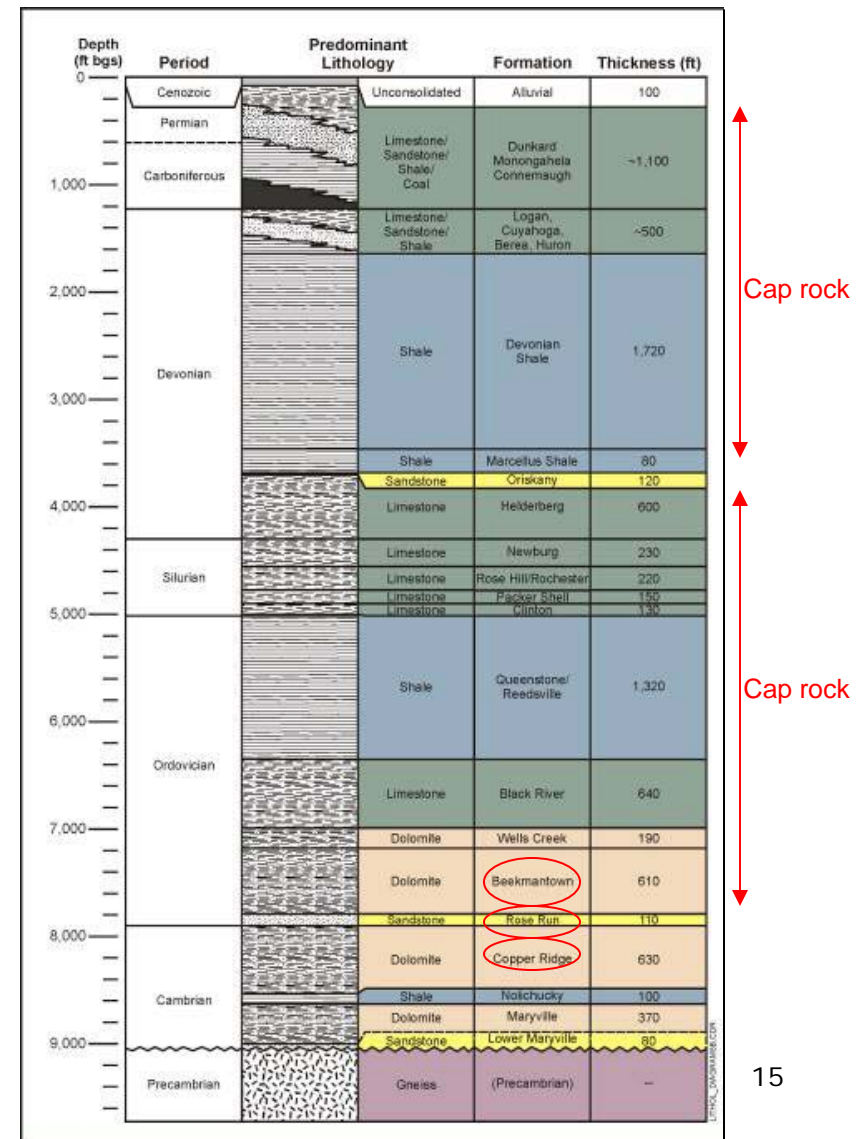 Depth
(ft bgs)
Period
Predominant
Lithology
Formation
Thickness (ft)
0
Cenozoic
Unconsolidated
Alluvial
100
Permian
Carboniferous
Limestone/
Sandstone/
Shale/
Coal
Dunkard
Monongahela
Connemaugh
~1,100
Cap rock
1,000
Limestone/
Sandstone/
Shale
Logan,
Cuyahoga,
Berea, Huron
~500
2,000
Devonian
Shale
Devonian
Shale
1,720
3,000
Shale
Marcellus Shale
80
Sandstone
Oriskany
120
4,000
Limestone
Helderberg
600
Silurian
Limestone
Newburg
230
Limestone
Rose Hill/Rochester
220
Limestone
Packer Shell
150
Limestone
Clinton
130
5,000
Ordovician
Shale
Queenstone/
Reedsville
1,320
Cap rock
6,000
Limestone
Black River
640
7,000
Dolomite
Wells Creek
190
Dolomite
Beekmantown
610
Sandstone
Rose Run
110
8,000
Cambrian
Dolomite
Copper Ridge
630
Shale
Nolichucky
100
Dolomite
Maryville
370
9,000
Sandstone
Lower Maryville
80
Precambrian
Gneiss
(Precambrian)
--
15